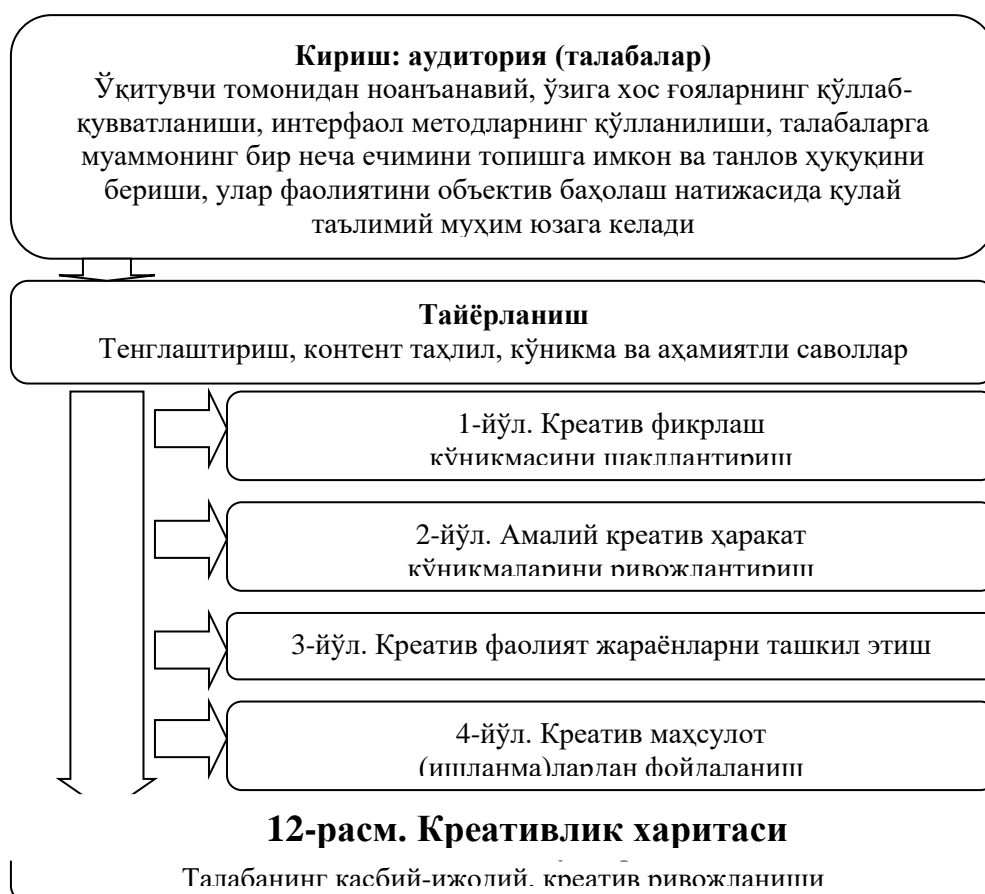 Кириш: аудитория (талабалар)
Ўқитувчи томонидан ноанъанавий, ўзига хос ғояларнинг қўллаб-
қувватланиши, интерфаол методларнинг қўлланилиши, талабаларга
муаммонинг бир неча ечимини топишга имкон ва танлов ҳуқуқини
бериши, улар фаолиятини объектив баҳолаш натижасида қулай
таълимий муҳим юзага келади
Тайёрланиш
Тенглаштириш, контент таҳлил, кўникма ва аҳамиятли саволлар
1-йўл. Креатив фикрлаш
кўникмасини шакллантириш
2-йўл. Амалий креатив ҳаракат
кўникмаларини ривожлантириш
3-йўл. Креатив фаолият жараёнларни ташкил этиш
4-йўл. Креатив маҳсулот
(ишланма)лардан фойдаланиш
12-расм. Креативлик харитаси
Талабанинг касбий-ижодий, креатив ривожланиши